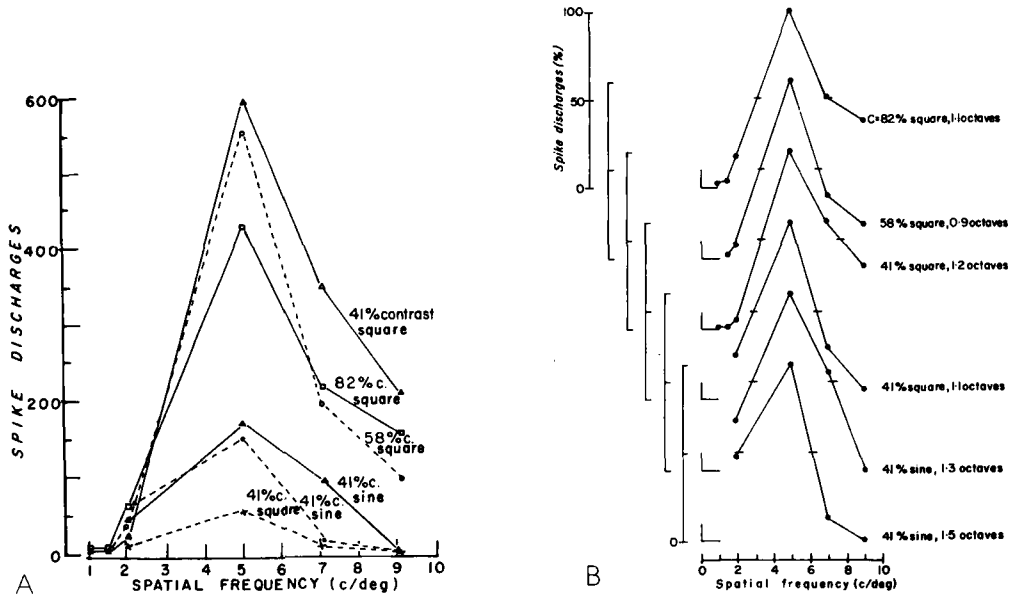 600
400
200
0
SPIKE DISCHARGES
41% contrast
square
82% c.
square
58% c.
square
41% c.
sine
41% c.
sine
41% c.
square
1 2 3 4 5 6 7 8 9 10
SPATIAL FREQUENCY (c/deg)
A
100
50
0
Spike discharges (%)
C=82% square, 1·1 octaves
58% square, 0·9 octaves
41% square, 1·2 octaves
41% square, 1·1 octaves
41% sine, 1·3 octaves
41% sine, 1·5 octaves
0
0 2 4 6 8 10
Spatial frequency (c/deg)
B